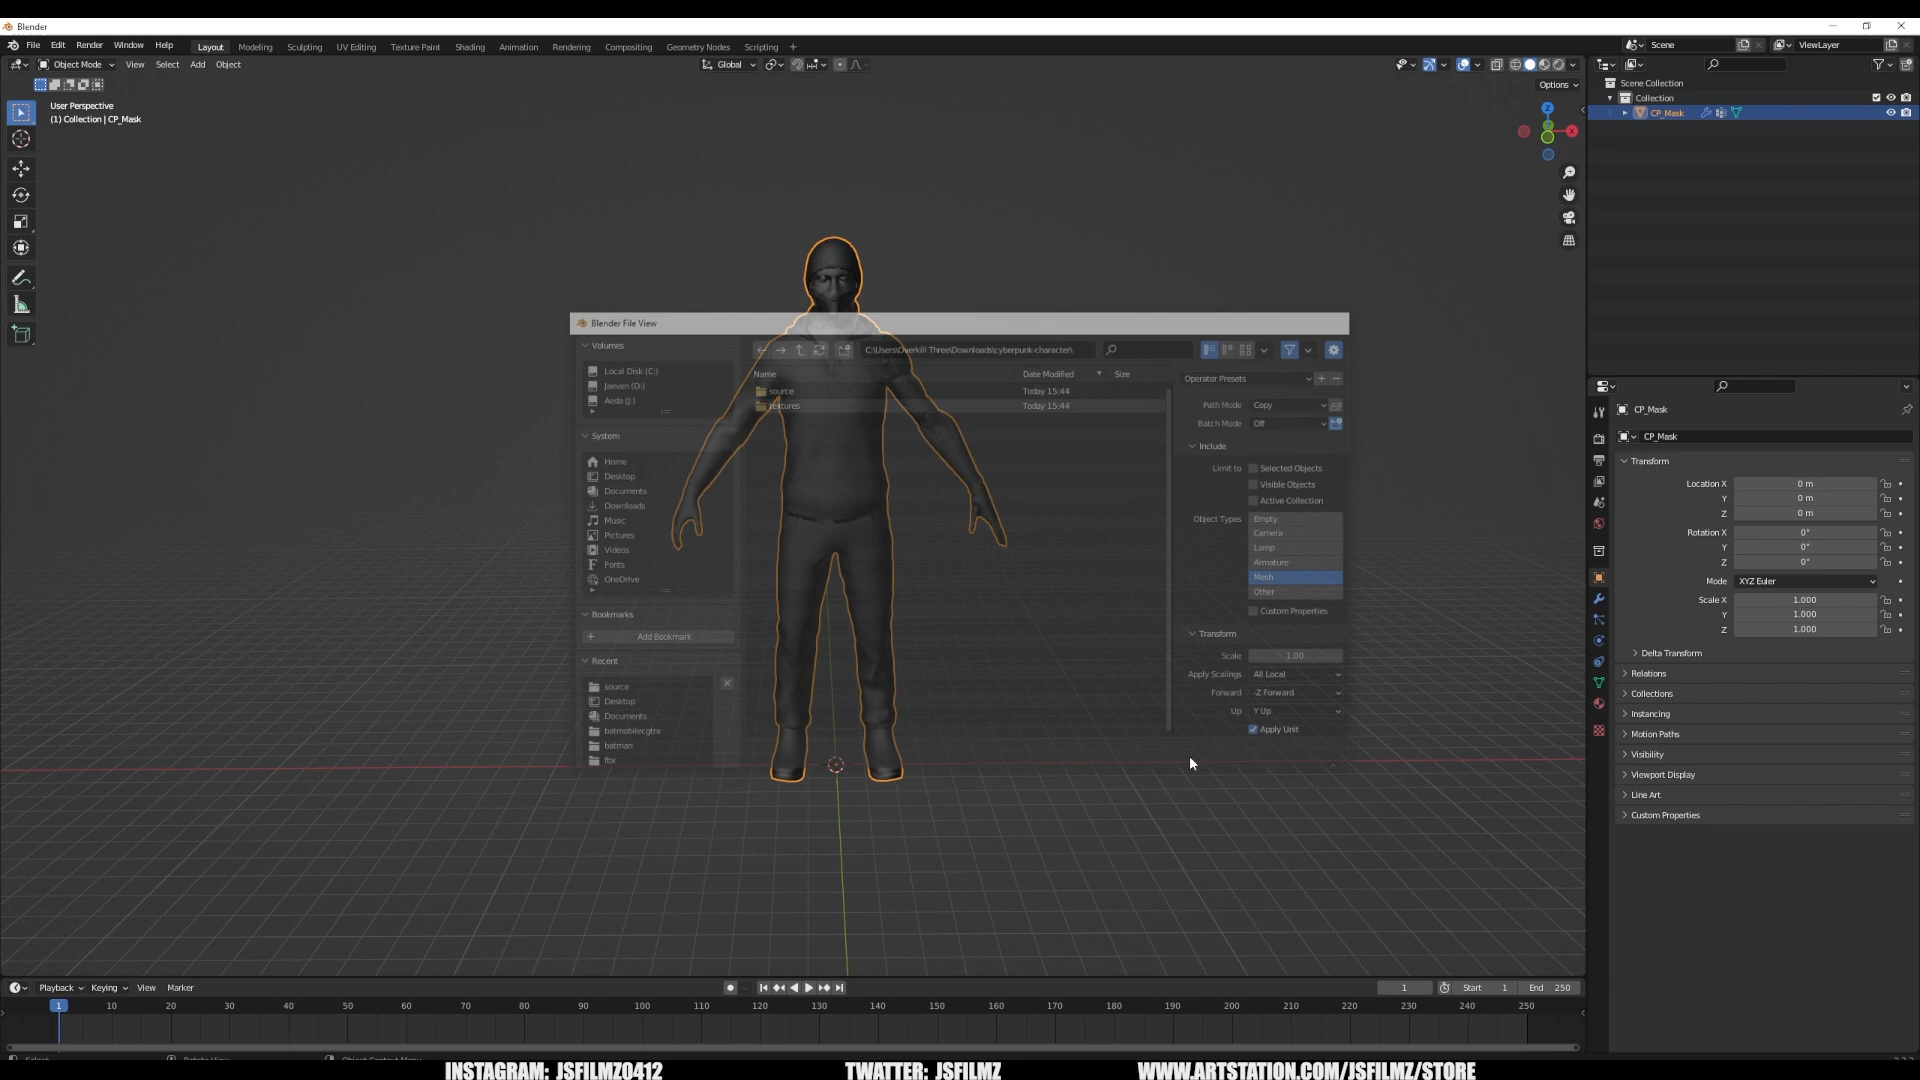 Blender
File Edit Render Window Help Layout Modeling Sculpting UV Editing Texture Paint Shading Animation Rendering Compositing Geometry Nodes Scripting + Scene ViewLayer
Object Mode View Select Add Object Global
Options
User Perspective
(1) Collection | CP_Mask
Scene Collection
Collection
CP_Mask
Blender File View
Volumes
Local Disk (C:)
Jaeven (D:)
Aeda (J:)
System
Home
Desktop
Documents
Downloads
Music
Pictures
Videos
Fonts
OneDrive
Bookmarks
+ Add Bookmark
Recent
source
Desktop
Documents
batmobilecgtra
batman
fbx
C:\Users\Overkill Three\Downloads\cyberpunk-character\
Name Date Modified Size
source Today 15:44
textures Today 15:44
Operator Presets
Path Mode Copy
Batch Mode Off
Include
Limit to Selected Objects
Visible Objects
Active Collection
Object Types Empty
Camera
Lamp
Armature
Mesh
Other
Custom Properties
Transform
Scale 1.00
Apply Scalings All Local
Forward -Z Forward
Up Y Up
Apply Unit
CP_Mask
CP_Mask
Transform
Location X 0 m
Y 0 m
Z 0 m
Rotation X 0°
Y 0°
Z 0°
Mode XYZ Euler
Scale X 1.000
Y 1.000
Z 1.000
Delta Transform
Relations
Collections
Instancing
Motion Paths
Visibility
Viewport Display
Line Art
Custom Properties
Playback Keying View Marker 1 Start 1 End 250
1 10 20 30 40 50 60 70 80 90 100 110 120 130 140 150 160 170 180 190 200 210 220 230 240 250
INSTAGRAM: JSFILMZ0412 TWATTER: JSFILMZ WWW.ARTSTATION.COM/JSFILMZ/STORE